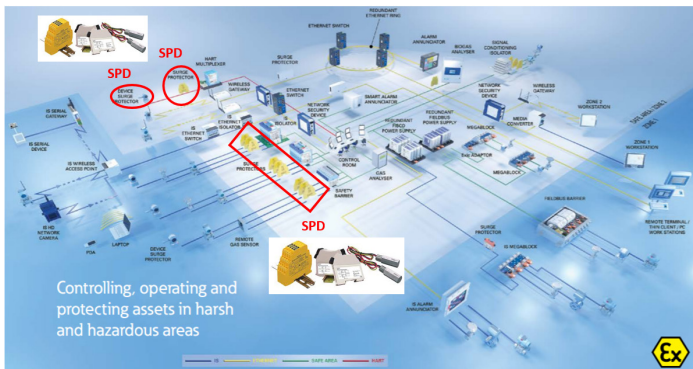 REDUNDANT
ETHERNET RING
ETHERNET SWITCH
ALARM
ANNUNCIATOR
BIOGAS
ANALYSER
SIGNAL
CONDITIONING
ISOLATOR
SPD
SPD
HART
MULTIPLEXER
SURGE
PROTECTOR
SURGE
PROTECTOR
DEVICE
SURGE
PROTECTOR
WIRELESS
GATEWAY
ETHERNET
SWITCH
SMART ALARM
ANNUNCIATOR
NETWORK
SECURITY
DEVICE
WIRELESS
GATEWAY
ZONE 2
WORKSTATION
IS SERIAL
GATEWAY
IS
ETHERNET
ISOLATOR
IS
ETHERNET
SWITCH
IS
ISOLATOR
NETWORK
SECURITY
DEVICE
REDUNDANT
FISCO
POWER SUPPLY
REDUNDANT
FIELDBUS
POWER SUPPLY
MEGABLOCK
MEDIA
CONVERTER
ZONE 1
WORKSTATION
IS SERIAL
DEVICE
IS WIRELESS
ACCESS POINT
SURGE
PROTECTORS
CONTROL
ROOM
GAS
ANALYSER
MEGABLOCK
SAFETY
BARRIER
FIELDBUS BARRIER
SPD
IS HD
NETWORK
CAMERA
PDA
LAPTOP
DEVICE
SURGE
PROTECTOR
REMOTE
GAS SENSOR
SURGE
PROTECTOR
IS MEGABLOCK
REMOTE TERMINAL /
THIN CLIENT / PC
WORK STATIONS
IS ALARM
ANNUNCIATOR
Controlling, operating and
protecting assets in harsh
and hazardous areas
IS
ETHERNET
SAFE AREA
HART
Ex